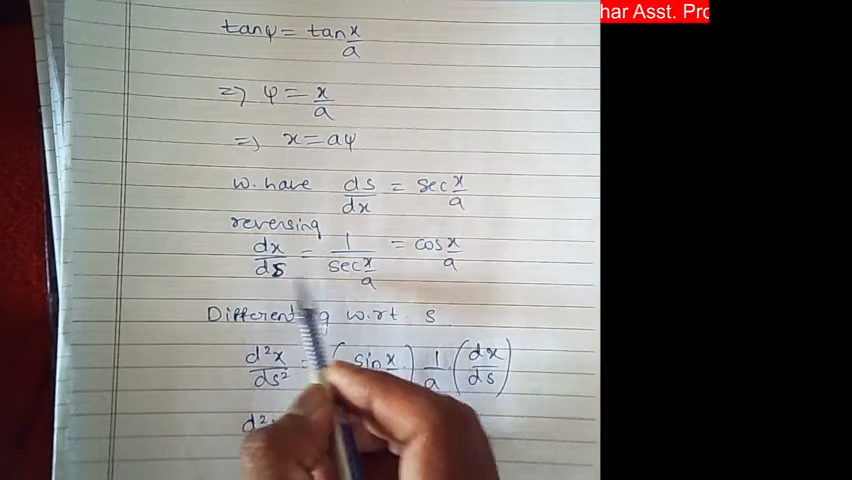 har Asst. Pro
tanψ = tan x/a
=> ψ = x/a
=> x = aψ
w. have ds/dx = sec x/a
reversing
dx/ds = 1/(sec x/a) = cos x/a
w.r.t. s
d²x/ds² = (sin x ) 1/a (dx/ds)